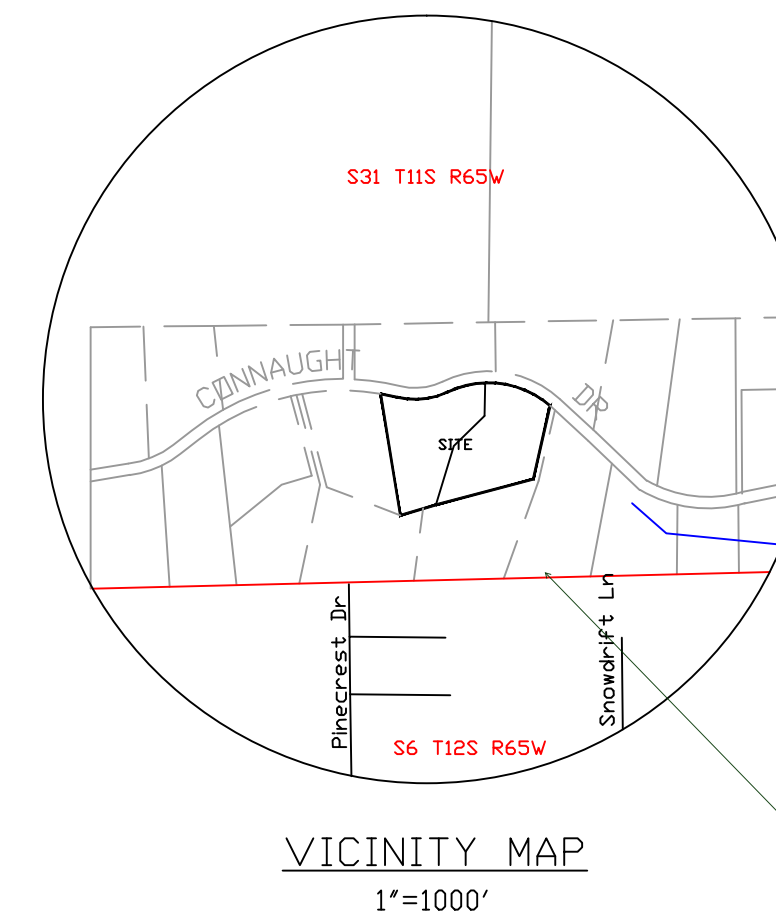 S31 T11S R65W
CONNAUGHT
DR
SITE
Pinecrest Dr
Snowdrift Ln
S6 T12S R65W
VICINITY MAP
1"=1000'